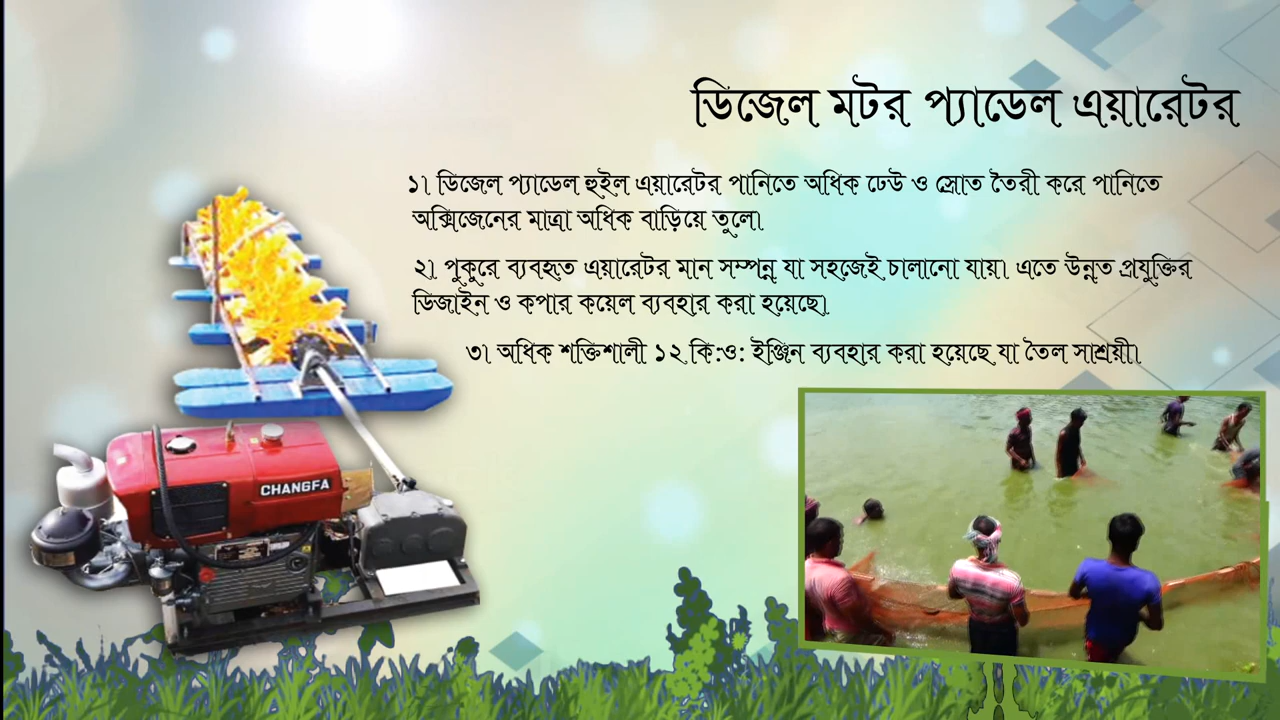 ডিজেল মটর প্যাডেল এয়ারেটর
১। ডিজেল প্যাডেল হুইল এয়ারেটর পানিতে অধিক ঢেউ ও স্রোত তৈরী করে পানিতে
অক্সিজেনের মাত্রা অধিক বাড়িয়ে তুলে।
২। পুকুরে ব্যবহৃত এয়ারেটর মান সম্পন্ন যা সহজেই চালানো যায়। এতে উন্নত প্রযুক্তির
ডিজাইন ও কপার কয়েল ব্যবহার করা হয়েছে।
৩। অধিক শক্তিশালী ১২ কি:ও: ইঞ্জিন ব্যবহার করা হয়েছে যা তৈল সাশ্রয়ী।
CHANGFA